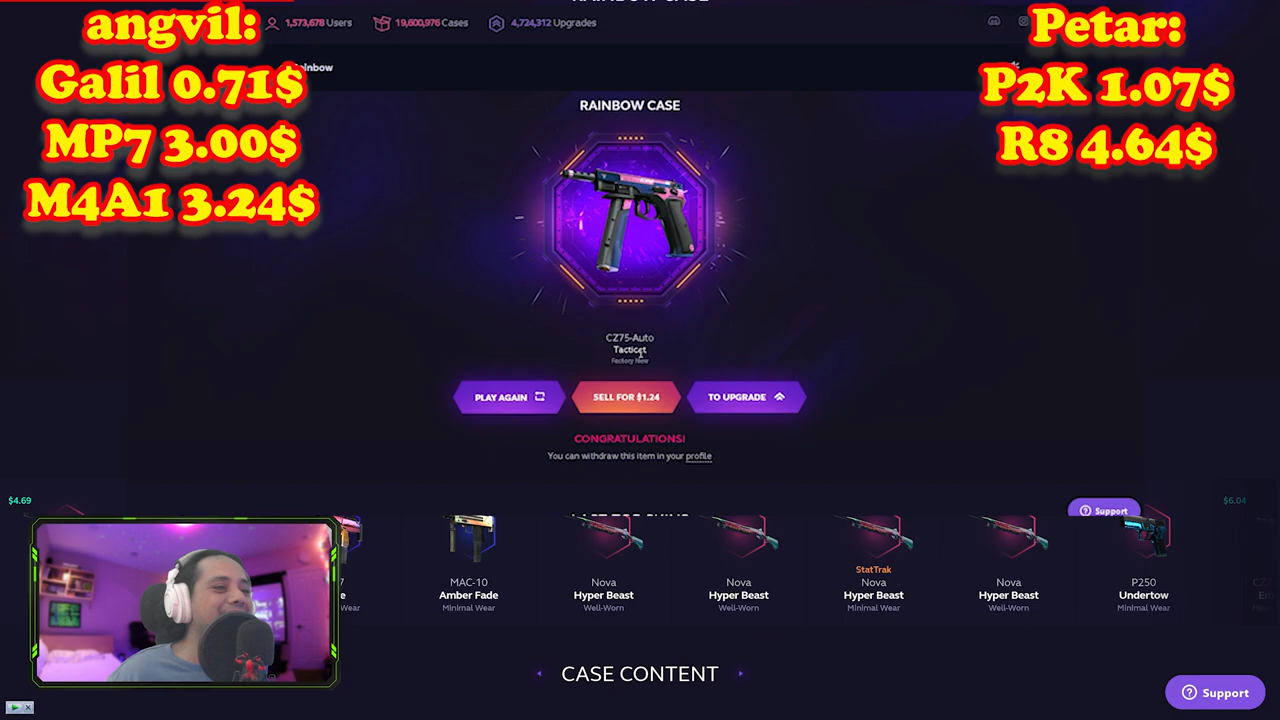 angvil:
Galil 0.71$
MP7 3.00$
M4A1 3.24$
Petar:
P2K 1.07$
R8 4.64$
1,573,678 Users
19,600,976 Cases
4,724,312 Upgrades
RAINBOW CASE
CZ75-Auto
Factory New
PLAY AGAIN
SELL FOR $1.24
TO UPGRADE
CONGRATULATIONS!
You can withdraw this item in your profile
$4.69
$6.04
Support
MAC-10
Amber Fade
Minimal Wear
Nova
Hyper Beast
Well-Worn
Nova
Hyper Beast
Well-Worn
StatTrak
Nova
Hyper Beast
Minimal Wear
Nova
Hyper Beast
Well-Worn
P250
Undertow
Minimal Wear
CASE CONTENT
Support